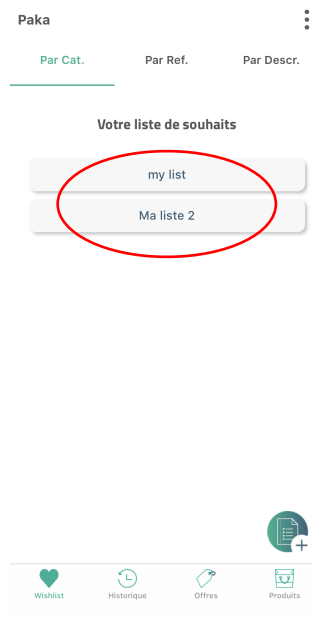 Paka
Par Cat. Par Ref. Par Descr.
Votre liste de souhaits
my list
Ma liste 2
Wishlist Historique Offres Produits